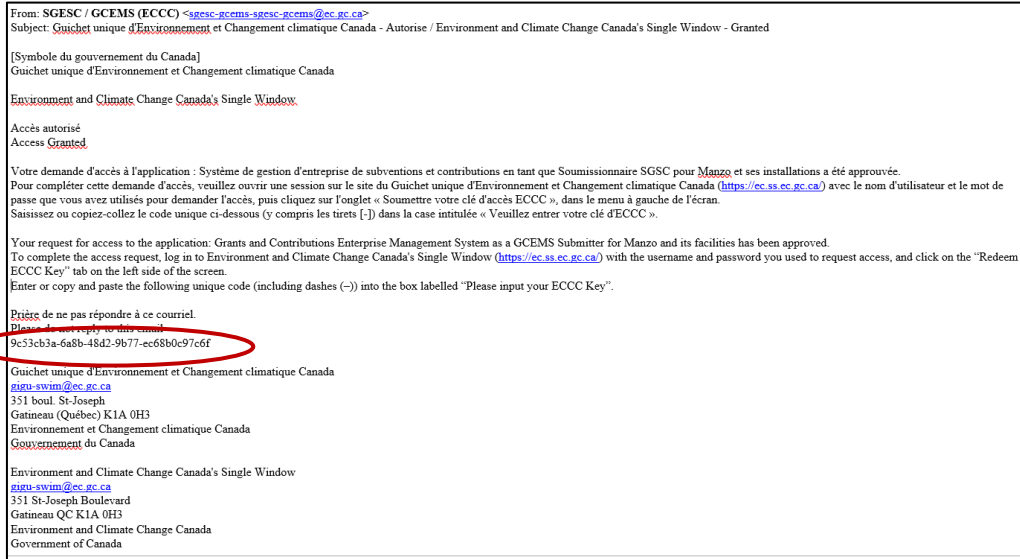 From: SGESC / GCEMS (ECCC) <sgesc-gcems-sgesc-gcems@ec.gc.ca>
Subject: Guichet unique d'Environnement et Changement climatique Canada - Autorise / Environment and Climate Change Canada's Single Window - Granted
[Symbole du gouvernement du Canada]
Guichet unique d'Environnement et Changement climatique Canada
Environment and Climate Change Canada's Single Window
Accès autorisé
Access Granted
Votre demande d'accès à l'application : Système de gestion d'entreprise de subventions et contributions en tant que Soumissionaire SGSC pour Manzo et ses installations a été approuvée.
Pour compléter cette demande d'accès, veuillez ouvrir une session sur le site du Guichet unique d'Environnement et Changement climatique Canada (https://ec.ss.ec.gc.ca/) avec le nom d'utilisateur et le mot de
passe que vous avez utilisés pour demander l'accès, puis cliquez sur l'onglet « Soumettre votre clé d'accès ECCC », dans le menu à gauche de l'écran.
Saisissez ou copiez-collez le code unique ci-dessous (y compris les tirets [-]) dans la case intitulée « Veuillez entrer votre clé d'ECCC ».
Your request for access to the application: Grants and Contributions Enterprise Management System as a GCEMS Submitter for Manzo and its facilities has been approved.
To complete the access request, log in to Environment and Climate Change Canada's Single Window (https://ec.ss.ec.gc.ca/) with the username and password you used to request access, and click on the "Redeem
ECCC Key" tab on the left side of the screen.
Enter or copy and paste the following unique code (including dashes (–)) into the box labelled "Please input your ECCC Key".
Prière de ne pas répondre à ce courriel.
Please do not reply to this email
9c53cb3a-6a8b-48d2-9b77-ec68b0c97c6f
Guichet unique d'Environnement et Changement climatique Canada
gigu-swim@ec.gc.ca
351 boul. St-Joseph
Gatineau (Québec) K1A 0H3
Environnement et Changement climatique Canada
Gouvernement du Canada
Environment and Climate Change Canada's Single Window
gigu-swim@ec.gc.ca
351 St-Joseph Boulevard
Gatineau QC K1A 0H3
Environment and Climate Change Canada
Government of Canada